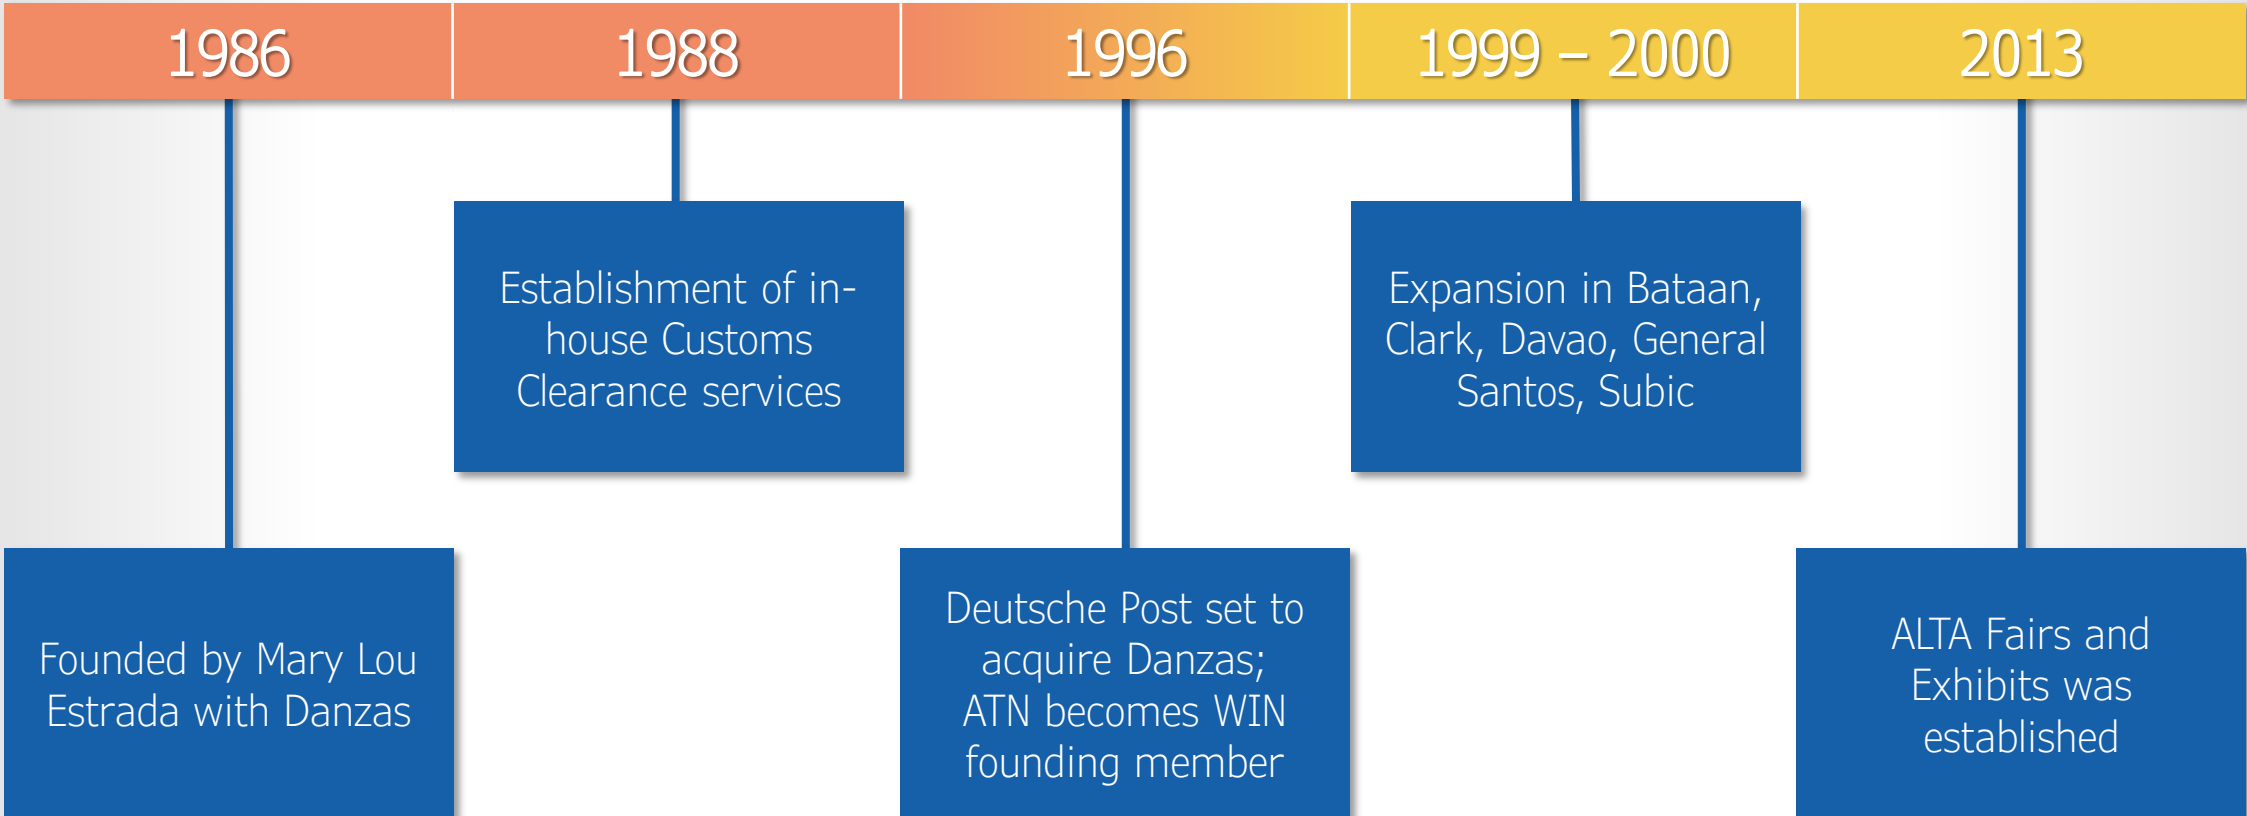 1986
1988
1996
1999 – 2000
2013
Establishment of in-
house Customs
Clearance services
Expansion in Bataan,
Clark, Davao, General
Santos, Subic
Founded by Mary Lou
Estrada with Danzas
Deutsche Post set to
acquire Danzas;
ATN becomes WIN
founding member
ALTA Fairs and
Exhibits was
established